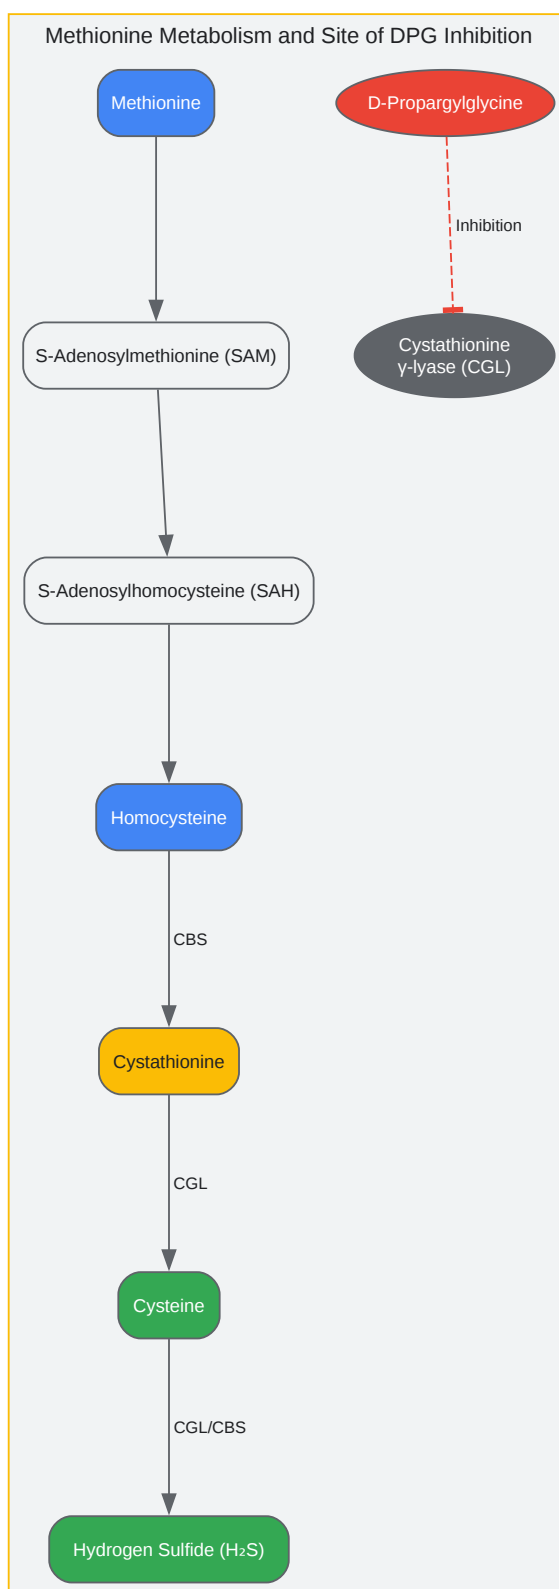 Methionine Metabolism and Site of DPG Inhibition
Methionine
D-Propargylglycine
Inhibition
S-Adenosylmethionine (SAM)
Cystathionine
γ-lyase (CGL)
S-Adenosylhomocysteine (SAH)
Homocysteine
CBS
Cystathionine
CGL
Cysteine
CGL/CBS
Hydrogen Sulfide (H₂S)